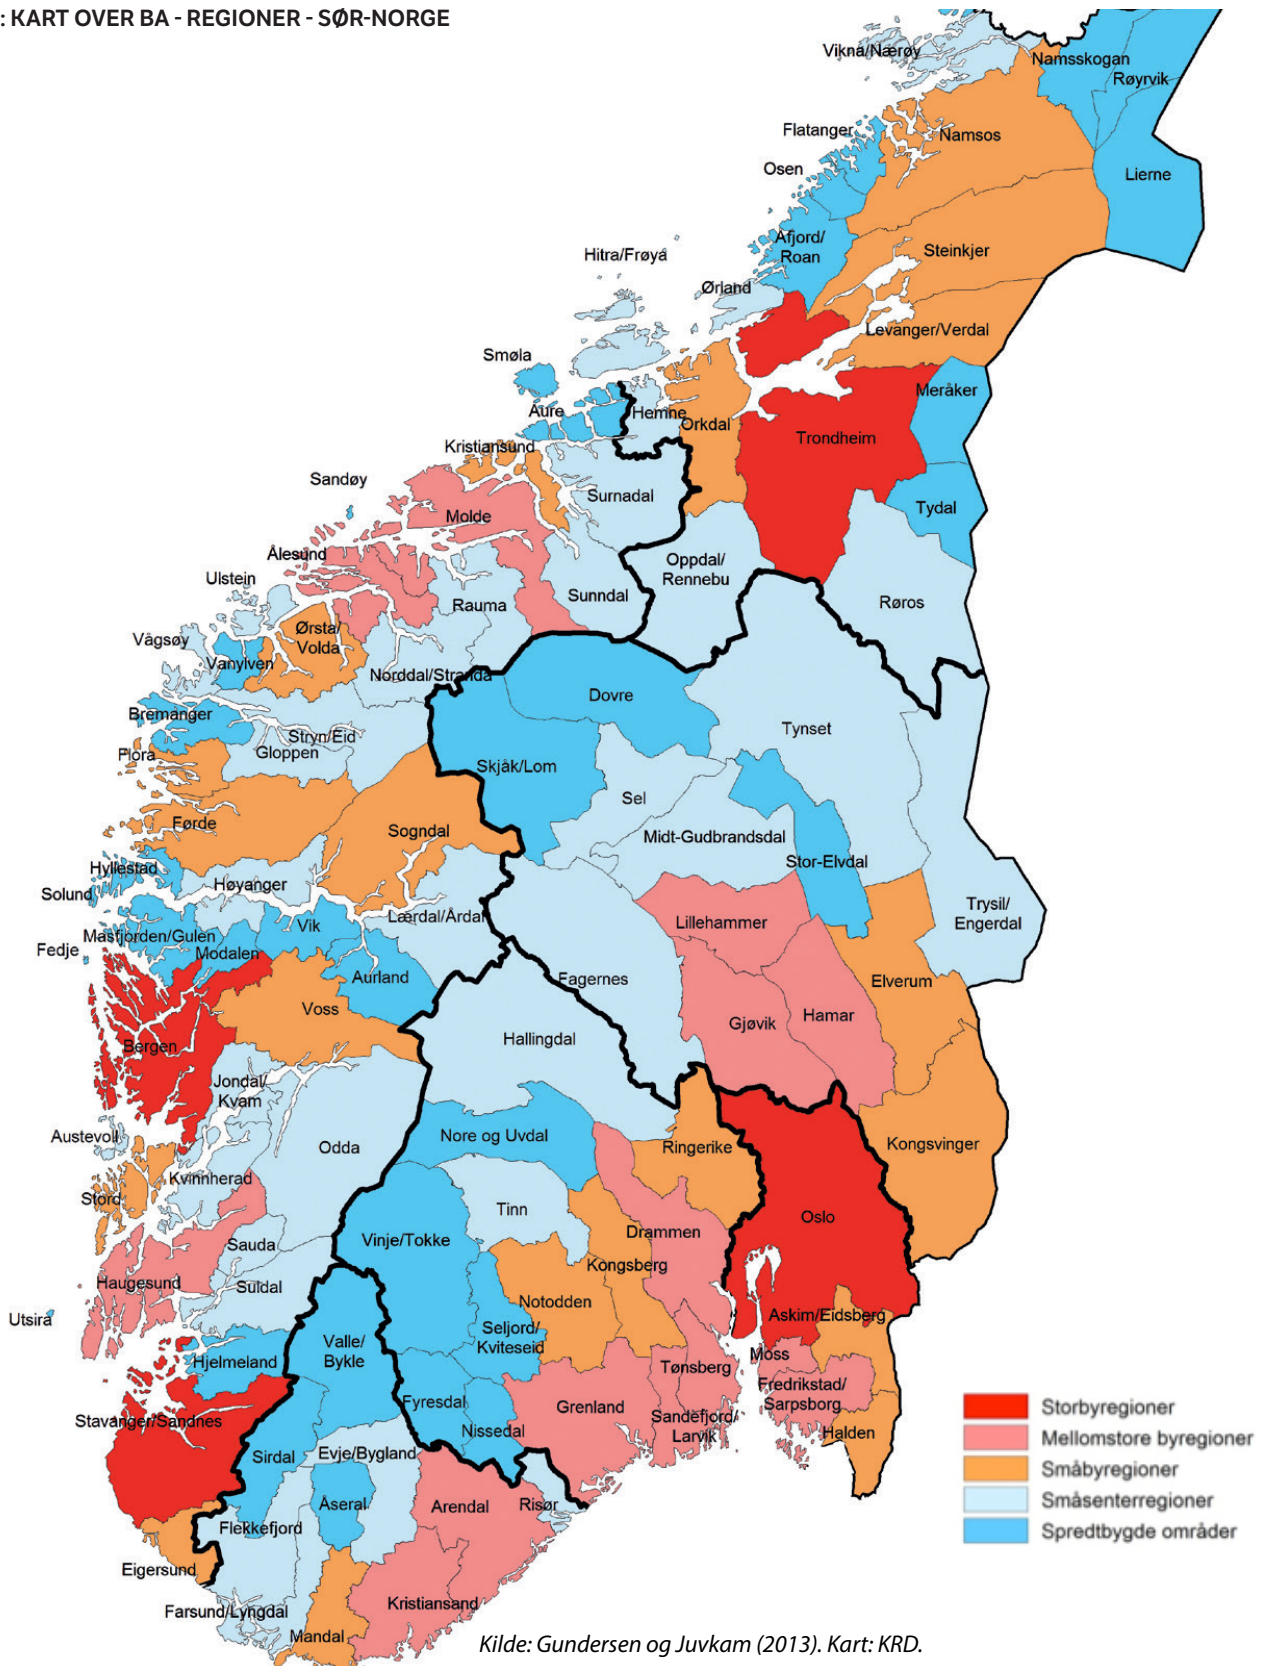 : KART OVER BA - REGIONER - SØR-NORGE
Vikna/Nærøy
Namsskogan
Røyrvik
Flatanger
Namsos
Osen
Lierne
Åfjord/
Roan
Steinkjer
Hitra/Frøya
Ørland
Levanger/Verdal
Smøla
Meråker
Aure
Hemne
Orkdal
Trondheim
Kristiansund
Sandøy
Surnadal
Molde
Tydal
Ålesund
Oppdal/
Rennebu
Ulstein
Rauma
Sunndal
Røros
Ørsta/
Volda
Vågsøy
Vanylven
Norddal/Stranda
Dovre
Bremanger
Tynset
Stryn/Eid
Gloppen
Flora
Skjåk/Lom
Sel
Førde
Sogndal
Midt-Gudbrandsdal
Stor-Elvdal
Hyllestad
Høyanger
Solund
Trysil/
Engerdal
Lærdal/Årdal
Lillehammer
Vik
Masfjorden/Gulen
Fedje
Modalen
Aurland
Fagernes
Elverum
Voss
Gjøvik
Hamar
Hallingdal
Bergen
Jondal/
Kvam
Austevoll
Nore og Uvdal
Odda
Ringerike
Kongsvinger
Kvinnherad
Stord
Tinn
Oslo
Drammen
Vinje/Tokke
Sauda
Kongsberg
Haugesund
Suldal
Notodden
Utsira
Askim/Eidsberg
Seljord/
Kviteseid
Valle/
Bykle
Hjelmeland
Moss
Tønsberg
Fredrikstad/
Sarpsborg
Fyresdal
Grenland
Stavanger/Sandnes
Sandefjord/
Larvik
Nissedal
Halden
Evje/Bygland
Sirdal
Åseral
Arendal
Risør
Flekkefjord
Eigersund
Kristiansand
Farsund/Lyngdal
Mandal
Storbyregioner
Mellomstore byregioner
Småbyregioner
Småsenterregioner
Spredtbygde områder
Kilde: Gundersen og Juvkam (2013). Kart: KRD.